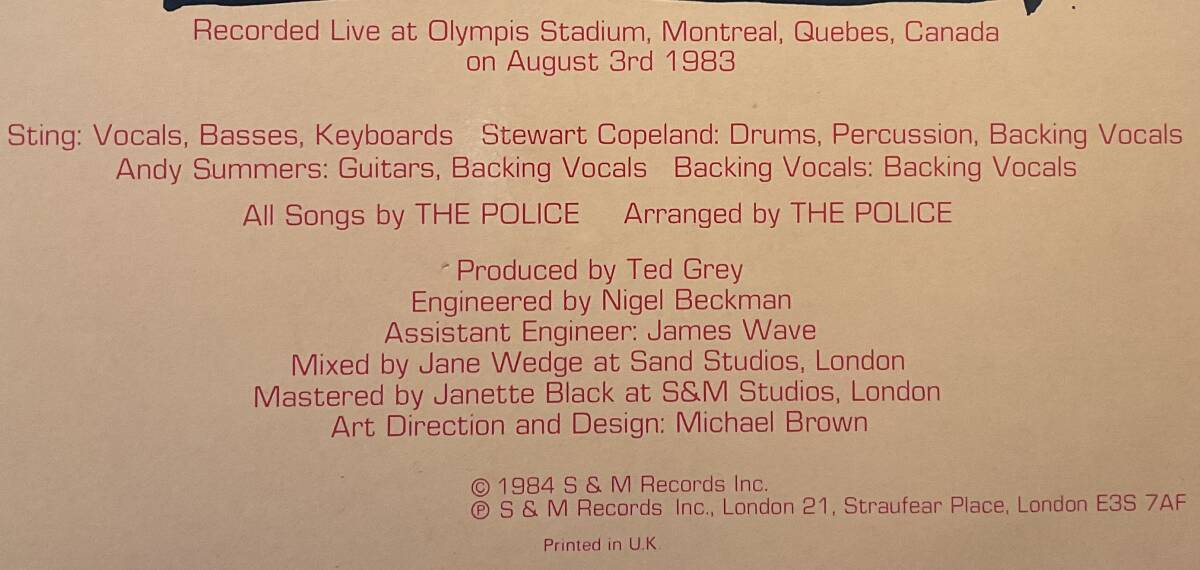 Recorded Live at Olympis Stadium, Montreal, Quebes, Canada
on August 3rd 1983
Sting: Vocals, Basses, Keyboards Stewart Copeland: Drums, Percussion, Backing Vocals
Andy Summers: Guitars, Backing Vocals Backing Vocals: Backing Vocals
All Songs by THE POLICE Arranged by THE POLICE
Produced by Ted Grey
Engineered by Nigel Beckman
Assistant Engineer: James Wave
Mixed by Jane Wedge at Sand Studios, London
Mastered by Janette Black at S&M Studios, London
Art Direction and Design: Michael Brown
© 1984 S & M Records Inc.
℗ S & M Records Inc., London 21, Straufear Place, London E3S 7AF
Printed in U.K.